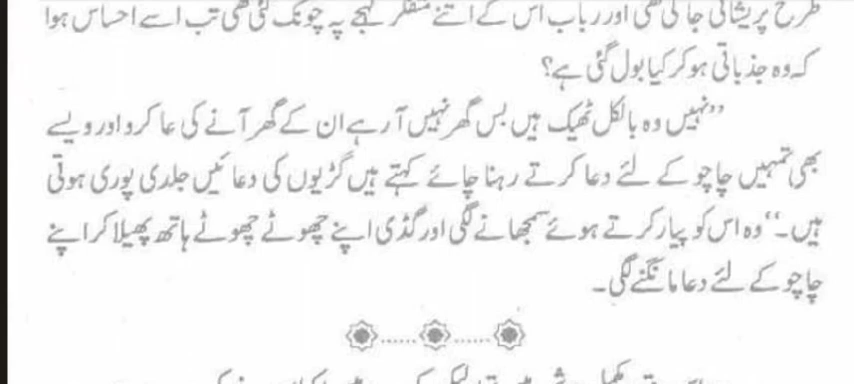 طرح پریشانی جاگی تھی اور رباب اس کے اتنے متفکر لہجے پہ چونک گئی تھی تب اسے احساس ہوا
کہ وہ جذباتی ہو کر کیا بول گئی ہے؟
”نہیں وہ بالکل ٹھیک ہیں بس گھر نہیں آ رہے ان کے گھر آنے کی عا کرو اور ویسے
بھی تمہیں چاچو کے لئے دعا کرتے رہنا چاہئے کہتے ہیں گڑیوں کی دعائیں جلدی پوری ہوتی
ہیں۔“ وہ اس کو پیار کرتے ہوئے سمجھانے لگی اور گڈی اپنے چھوٹے چھوٹے ہاتھ پھیلا کر اپنے
چاچو کے لئے دعا مانگنے لگی۔